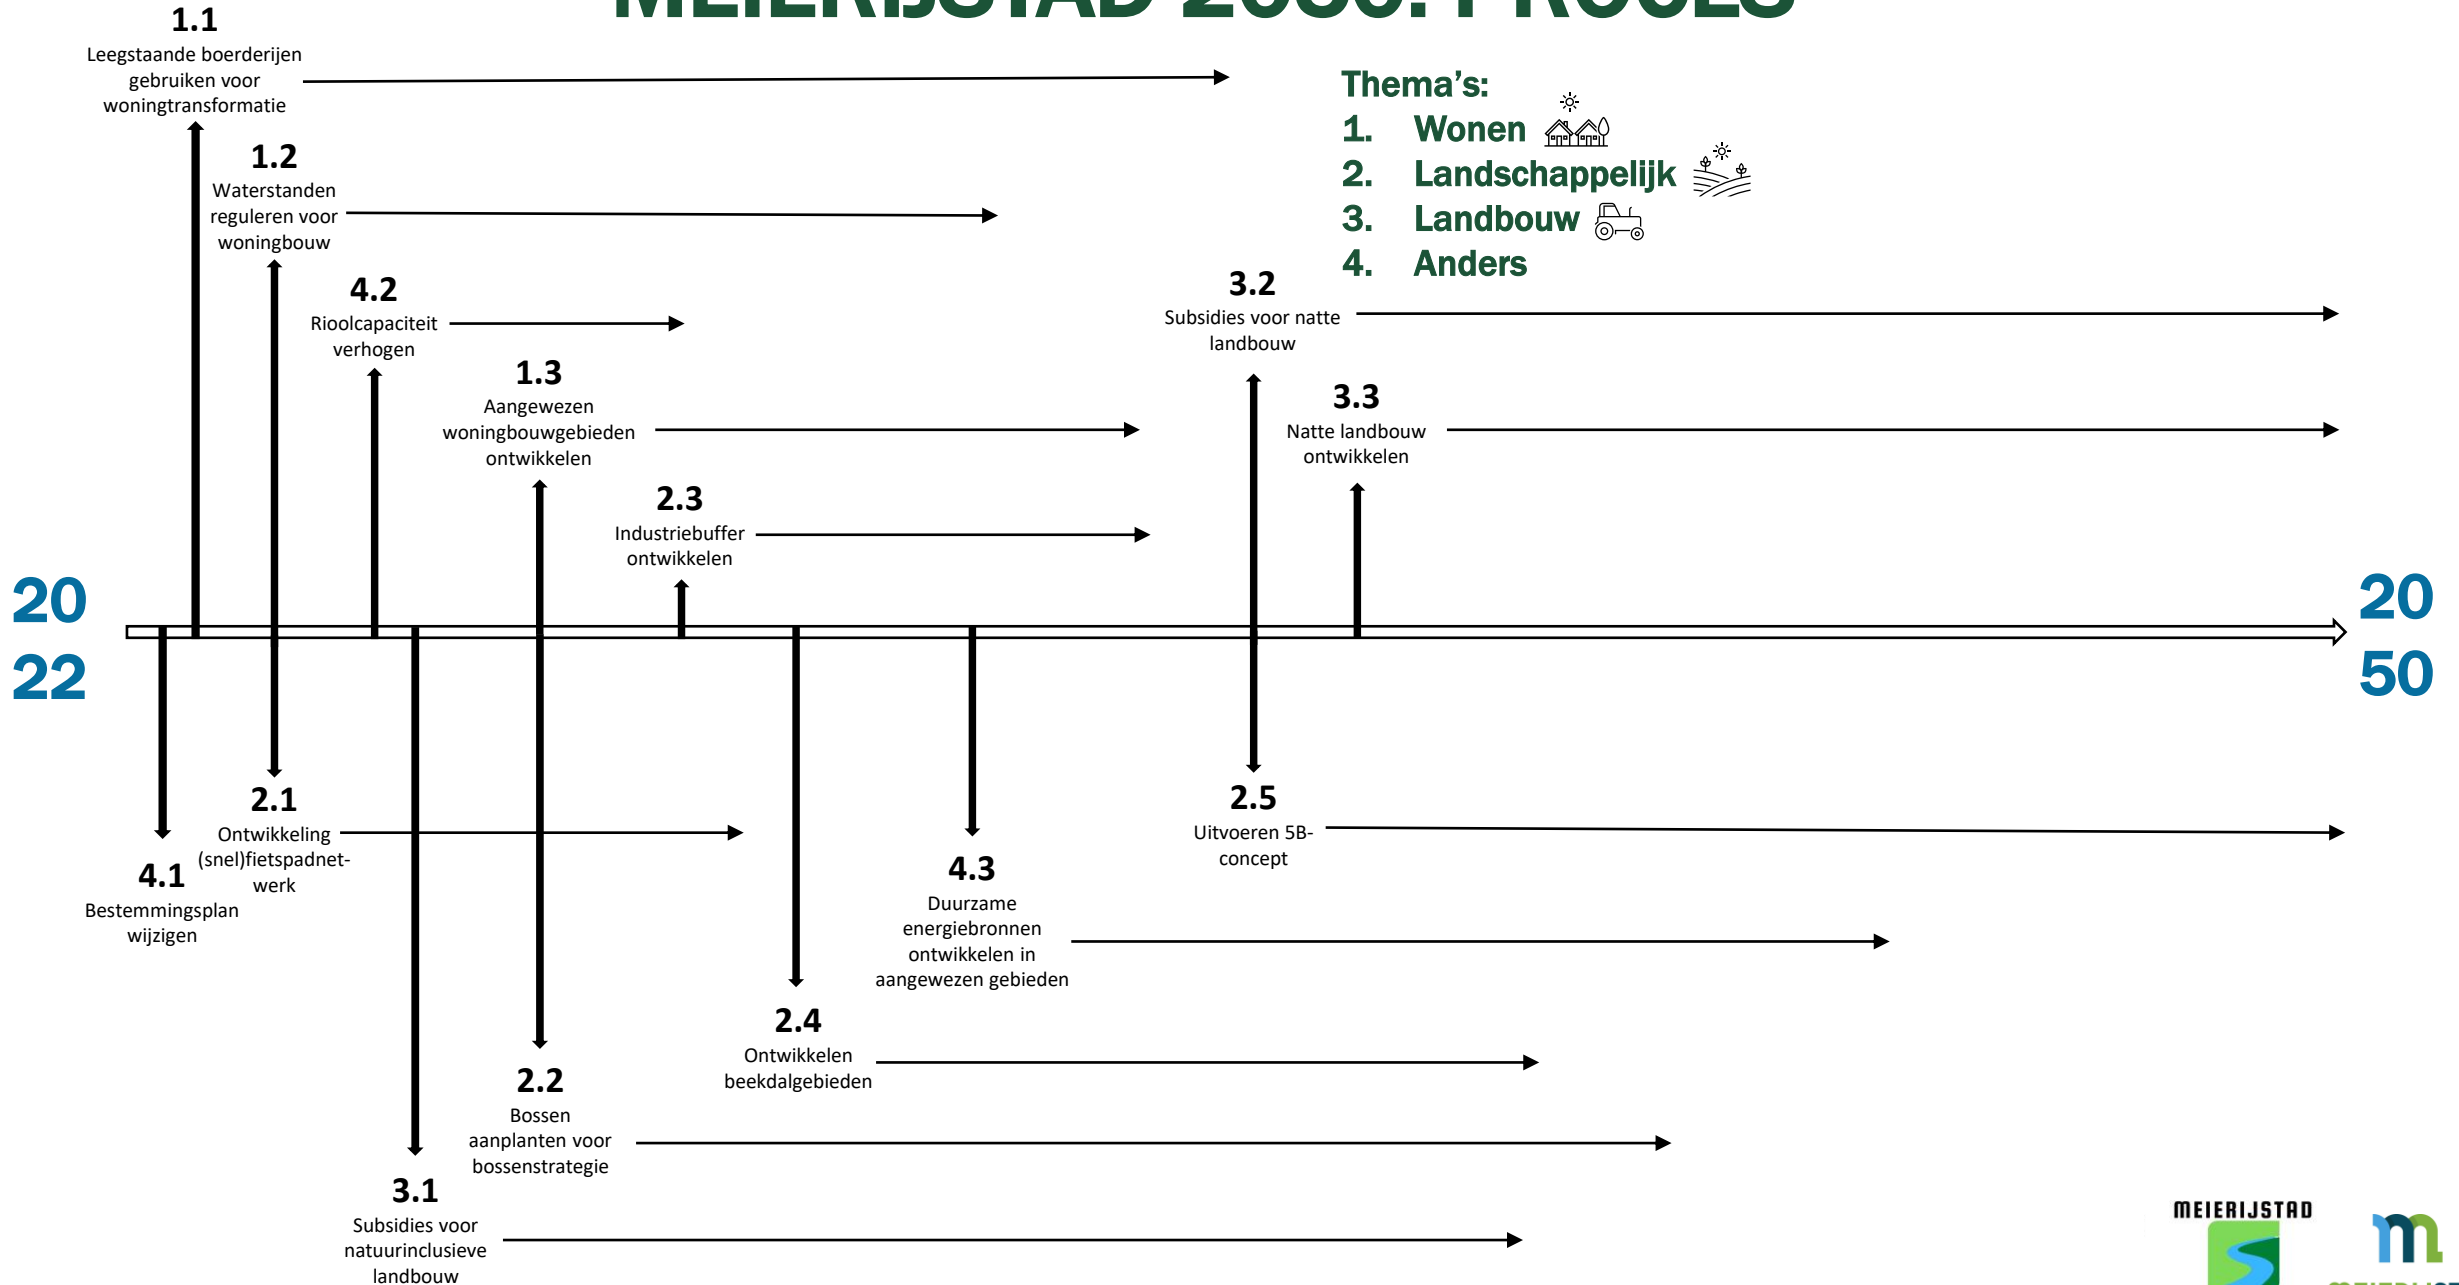 MEIERIJSTAD 2050: PROCES
1.1
Leegstaande boerderijen
gebruiken voor
woningtransformatie
Thema's:
1. Wonen
2. Landschappelijk
3. Landbouw
4. Anders
1.2
Waterstanden
reguleren voor
woningbouw
4.2
Rioolcapaciteit
verhogen
3.2
Subsidies voor natte
landbouw
1.3
Aangewezen
woningbouwgebieden
ontwikkelen
3.3
Natte landbouw
ontwikkelen
2.3
Industriebuffer
ontwikkelen
20
22
20
50
2.1
Ontwikkeling
(snel)fietspadnet-
werk
4.1
Bestemmingsplan
wijzigen
2.5
Uitvoeren 5B-
concept
4.3
Duurzame
energiebronnen
ontwikkelen in
aangewezen gebieden
2.4
Ontwikkelen
beekdalgebieden
2.2
Bossen
aanplanten voor
bossenstrategie
3.1
Subsidies voor
natuurinclusieve
landbouw
MEIERIJSTAD
m